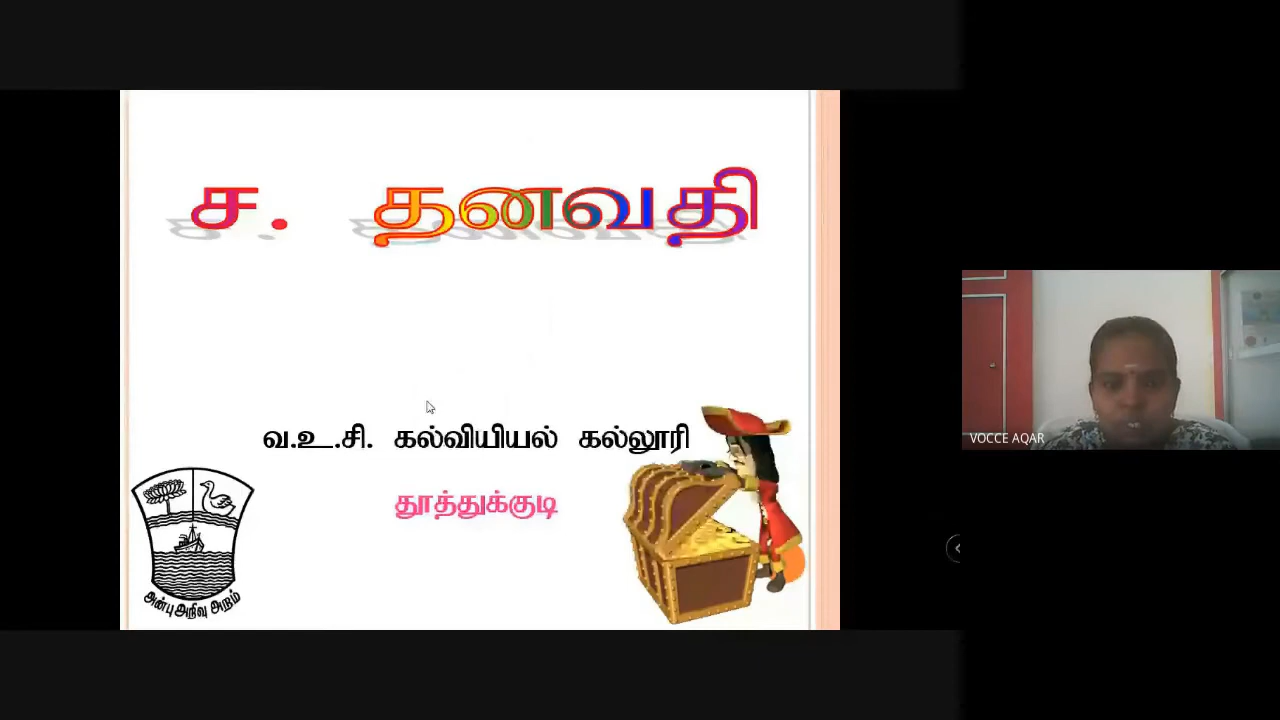 ச. தனவதி
வ.உ.சி. கல்வியியல் கல்லூரி
தூத்துக்குடி
அன்பு அறிவு அறம்
VOCCE AQAR